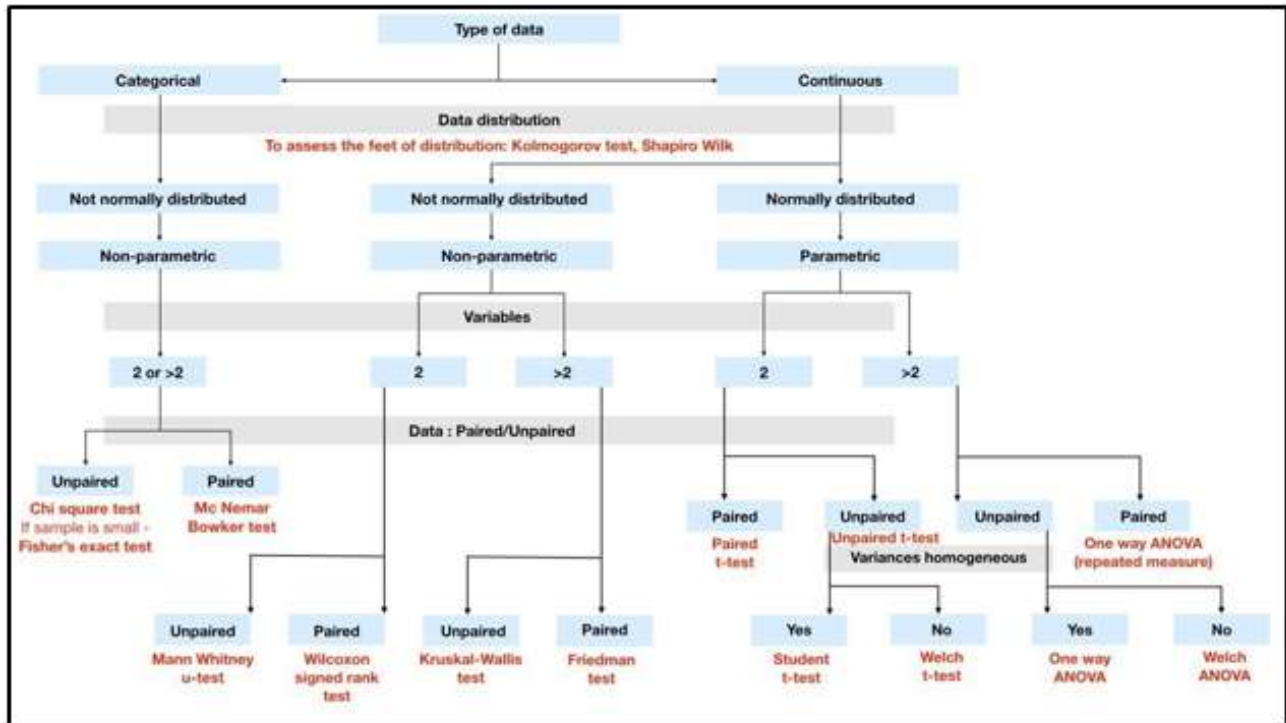 Type of data
Categorical
Continuous
Data distribution
To assess the feet of distribution: Kolmogorov test, Shapiro Wilk
Not normally distributed
Not normally distributed
Normally distributed
Non-parametric
Non-parametric
Parametric
Variables
2 or >2
2
>2
2
>2
Data : Paired/Unpaired
Unpaired
Chi square test
If sample is small -
Fisher's exact test
Paired
Mc Nemar
Bowker test
Paired
Paired
t-test
Unpaired
Unpaired t-test
Unpaired
Paired
One way ANOVA
(repeated measure)
Variances homogeneous
Unpaired
Mann Whitney
u-test
Paired
Wilcoxon
signed rank
test
Unpaired
Kruskal-Wallis
test
Paired
Friedman
test
Yes
Student
t-test
No
Welch
t-test
Yes
One way
ANOVA
No
Welch
ANOVA